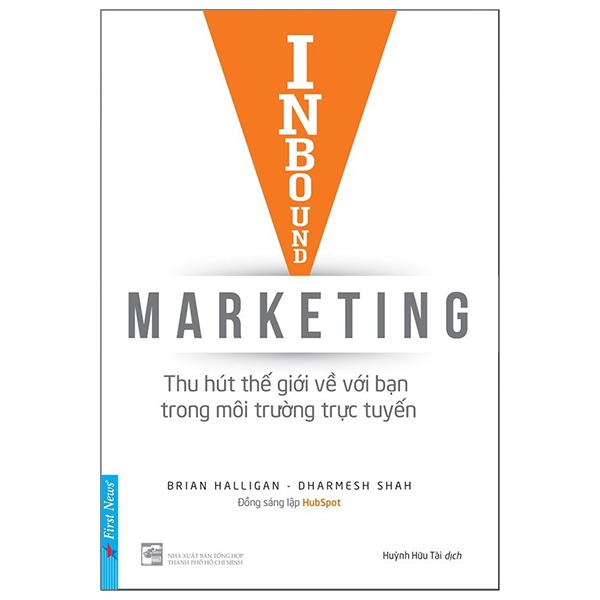 INBOUND
MARKETING
Thu hút thế giới về với bạn
trong môi trường trực tuyến
BRIAN HALLIGAN - DHARMESH SHAH
Đồng sáng lập HubSpot
First News
NHÀ XUẤT BẢN TỔNG HỢP
THÀNH PHỐ HỒ CHÍ MINH
Huỳnh Hữu Tài dịch